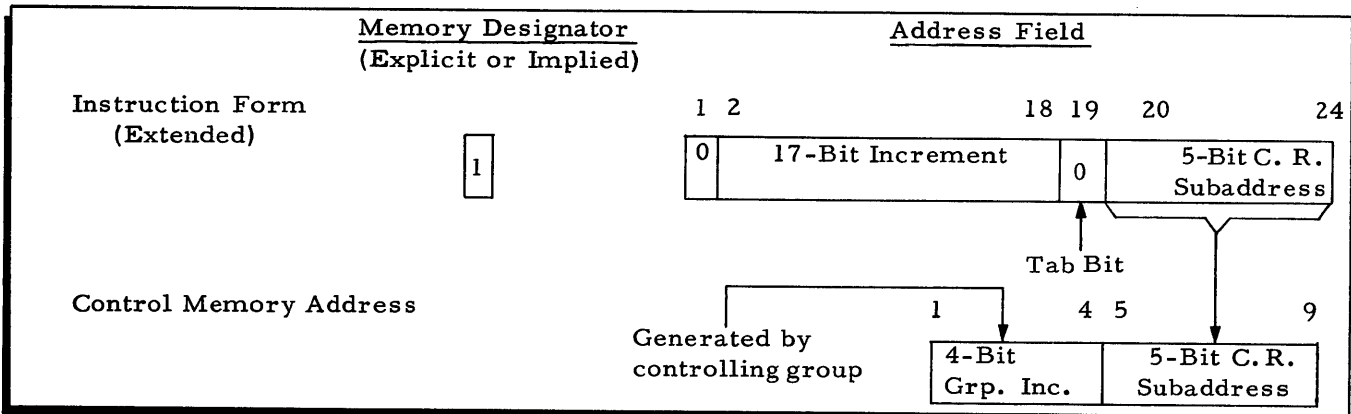 Memory Designator
(Explicit or Implied)
Address Field
Instruction Form
(Extended)
1 2 18 19 20 24
1
0
17-Bit Increment
0
5-Bit C. R.
Subaddress
Tab Bit
Control Memory Address
1 4 5 9
Generated by
controlling group
4-Bit
Grp. Inc.
5-Bit C. R.
Subaddress